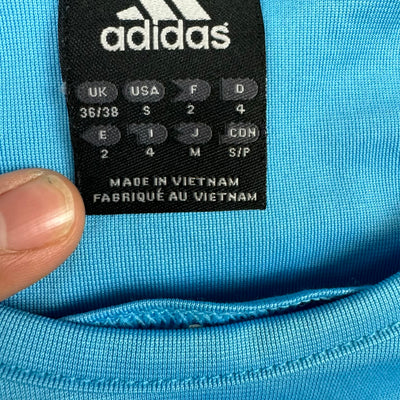 adidas
UK USA F D
36/38 S 2 4
E I J CDN
2 4 M S/P
MADE IN VIETNAM
FABRIQUÉ AU VIETNAM